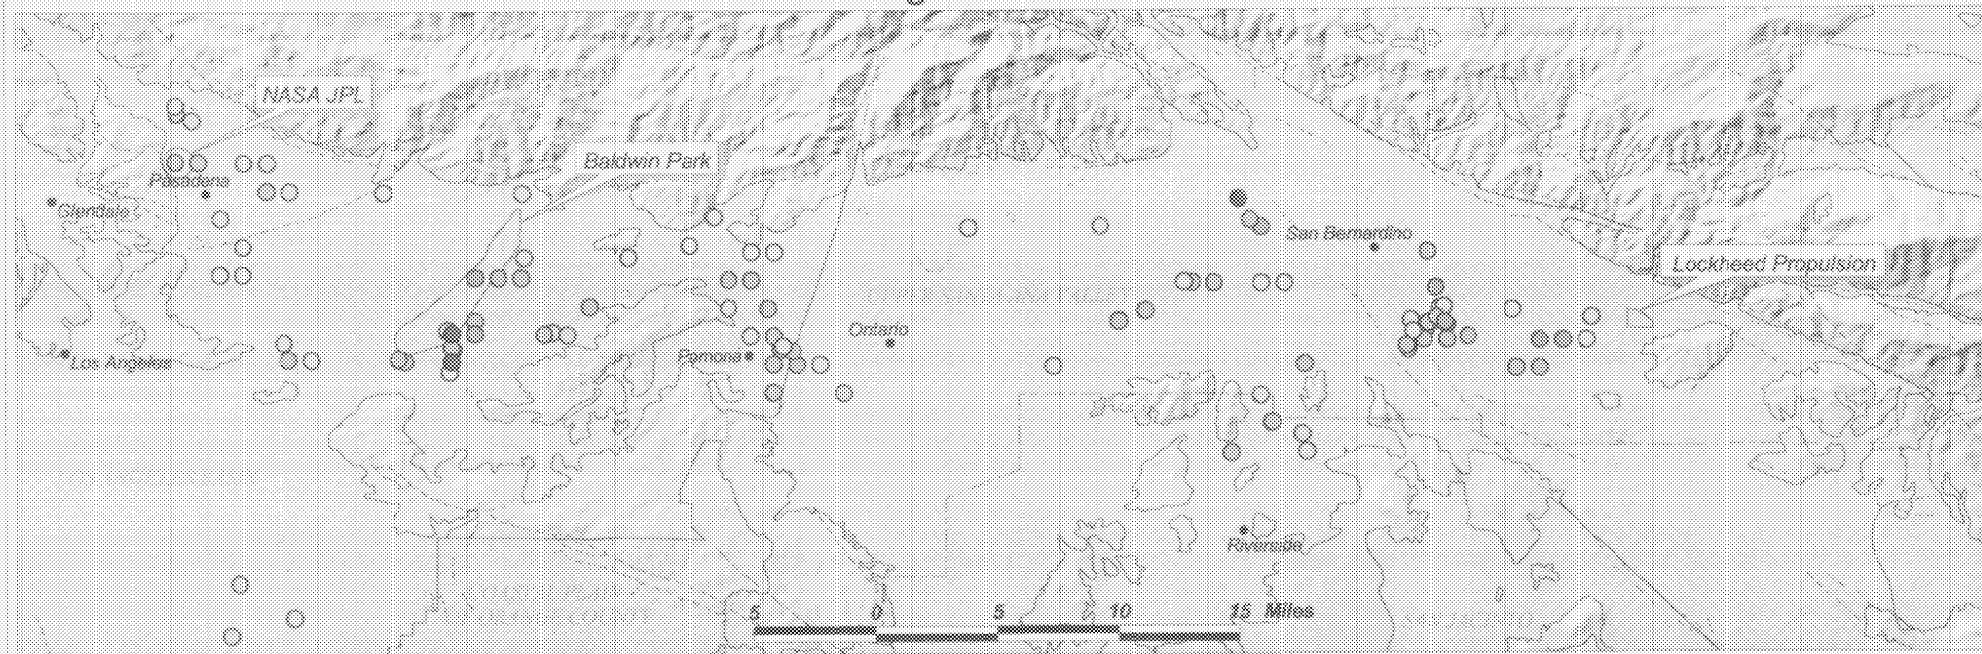 NASA JPL
Baldwin Park
Pasadena
Glendale
San Bernardino
Lockheed Propulsion
Ontario
Los Angeles
Pomona
Riverside
5 0 5 10 15 Miles